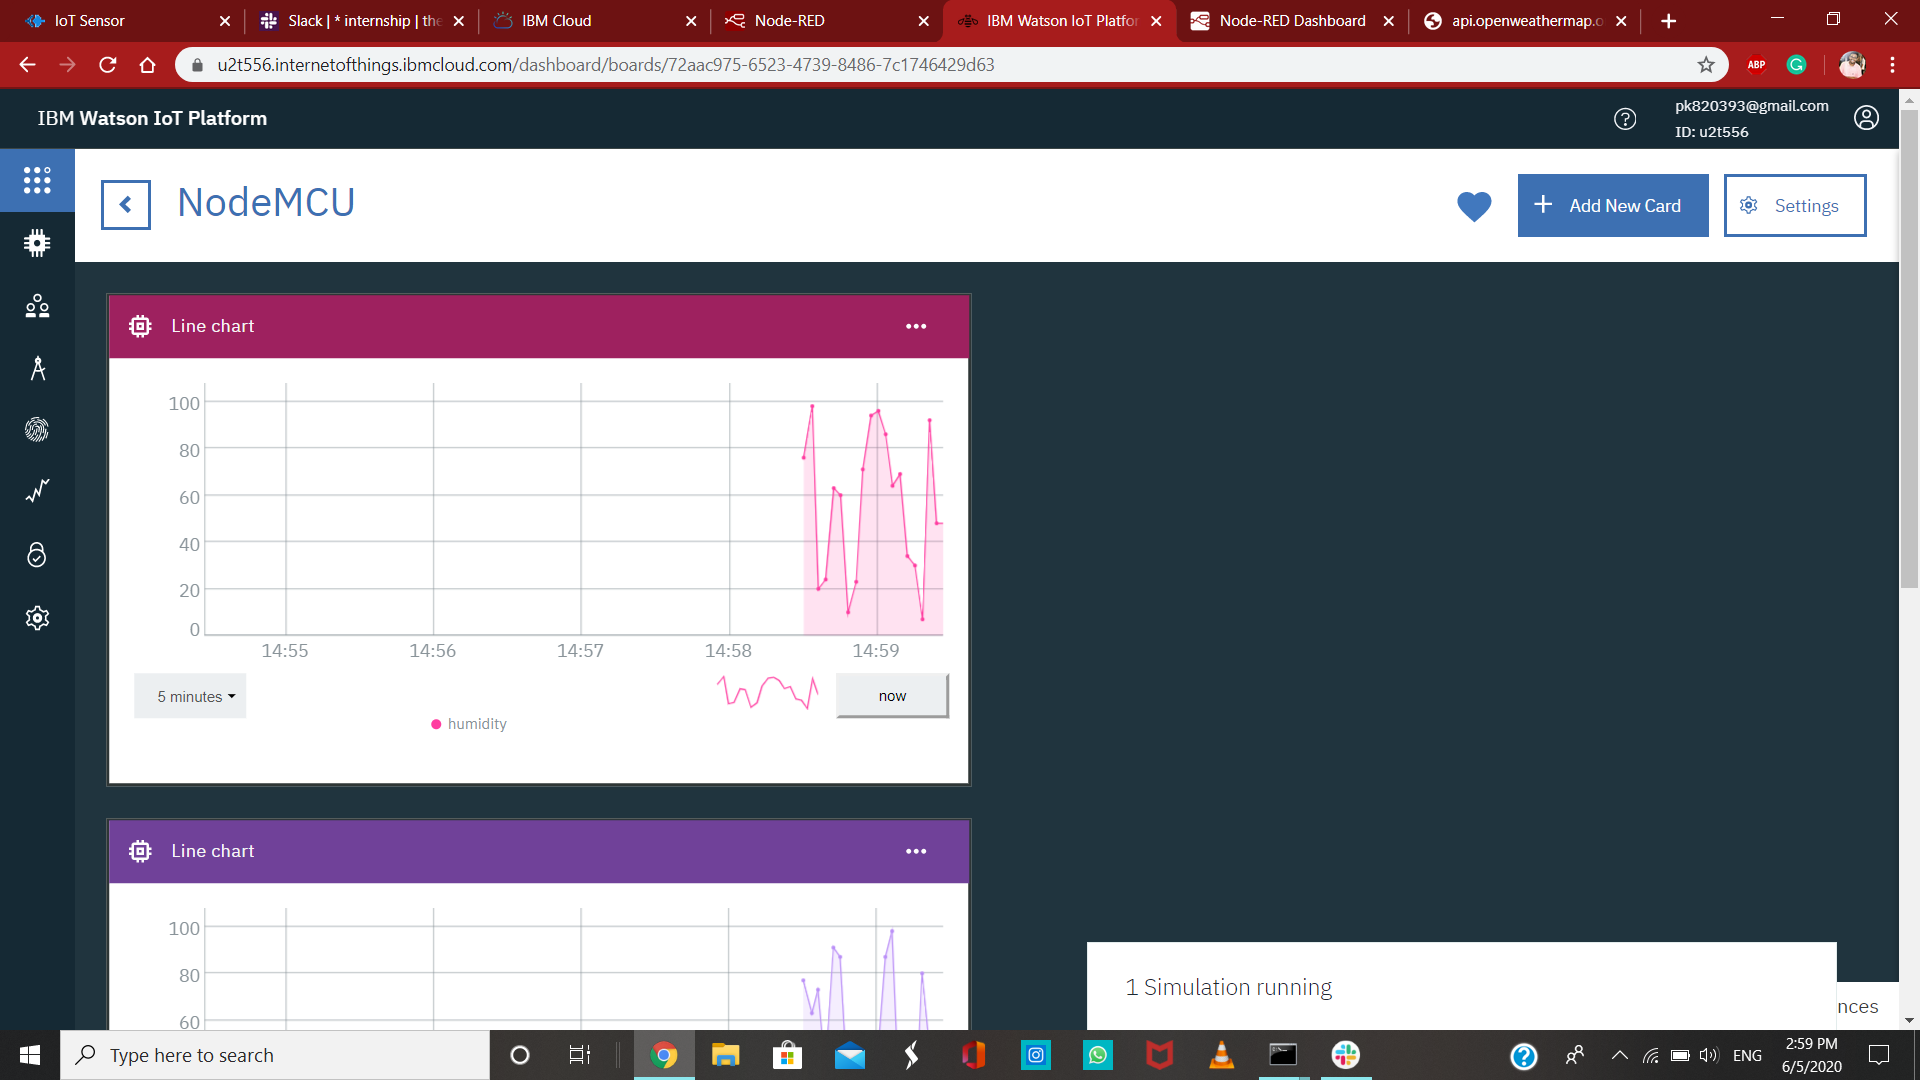 IoT Sensor
Slack | * internship | the
IBM Cloud
Node-RED
IBM Watson IoT Platfor
Node-RED Dashboard
api.openweathermap.o
u2t556.internetofthings.ibmcloud.com/dashboard/boards/72aac975-6523-4739-8486-7c1746429d63
ABP
IBM Watson IoT Platform
pk820393@gmail.com
ID: u2t556
NodeMCU
Add New Card
Settings
Line chart
100
80
60
40
20
0
14:55
14:56
14:57
14:58
14:59
5 minutes
now
humidity
Line chart
100
80
60
1 Simulation running
nces
Type here to search
ENG
2:59 PM
6/5/2020